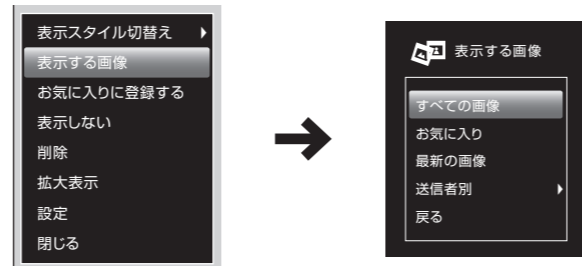 表示スタイル切替え
表示する画像
お気に入りに登録する
表示しない
削除
拡大表示
設定
閉じる
表示する画像
すべての画像
お気に入り
最新の画像
送信者別
戻る